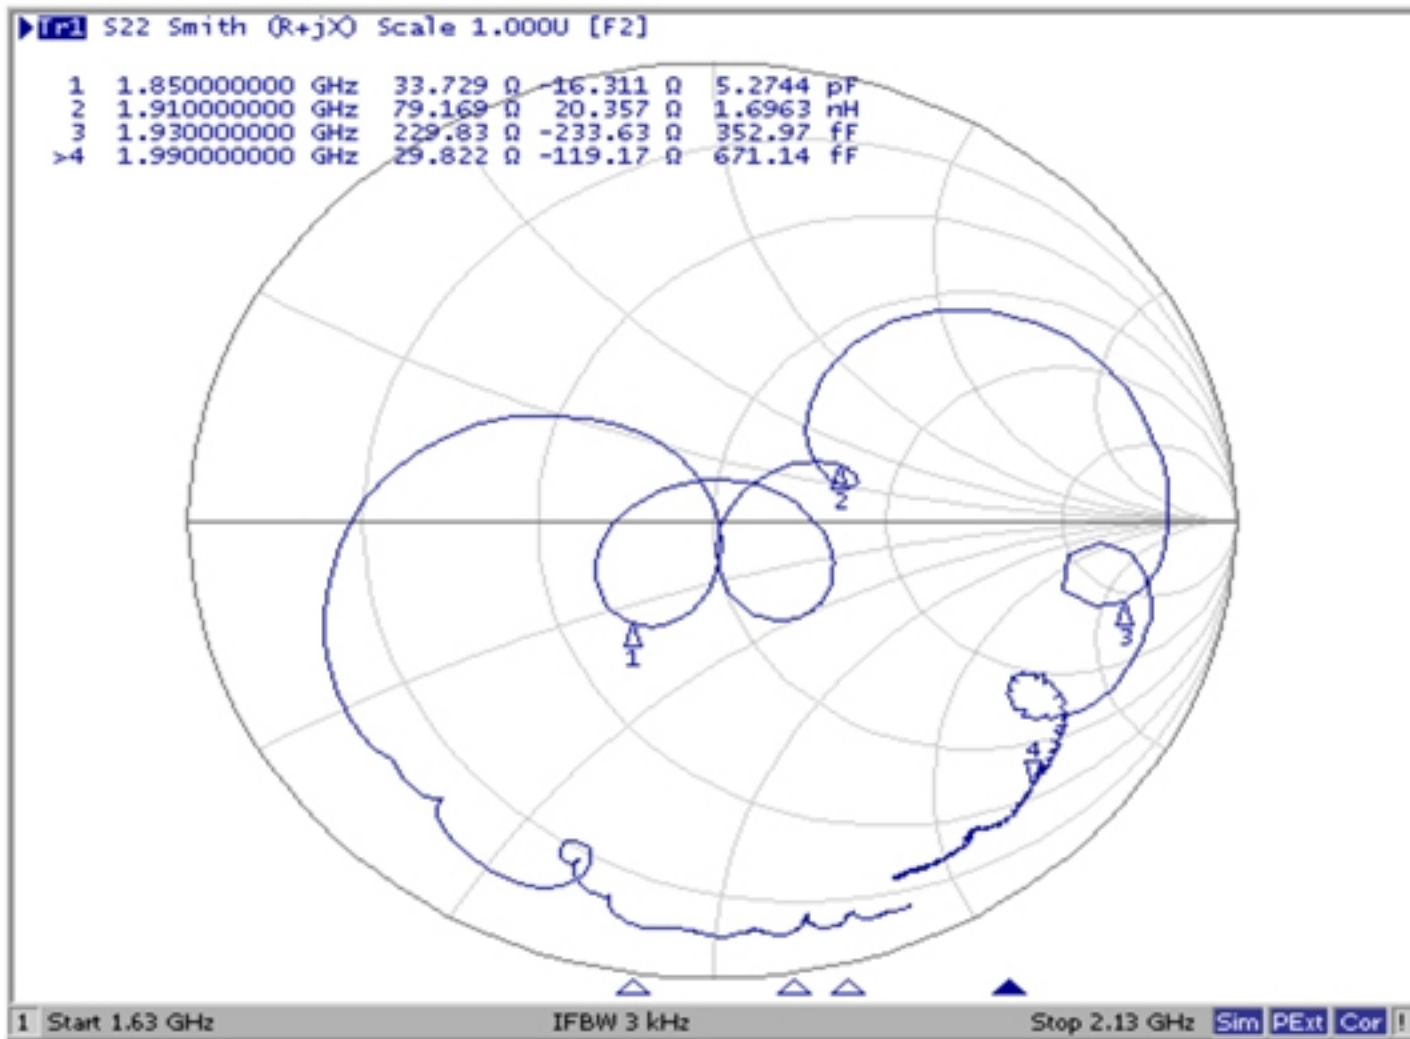 Tr1 S22 Smith (R+jX) Scale 1.000U [F2]
1 1.850000000 GHz 33.729 Ω -16.311 Ω 5.2744 pF
2 1.910000000 GHz 79.169 Ω 20.357 Ω 1.6963 nH
3 1.930000000 GHz 229.83 Ω -233.63 Ω 352.97 fF
>4 1.990000000 GHz 29.822 Ω -119.17 Ω 671.14 fF
2
1
3
4
1 Start 1.63 GHz IFBW 3 kHz Stop 2.13 GHz Sim PExt Cor !